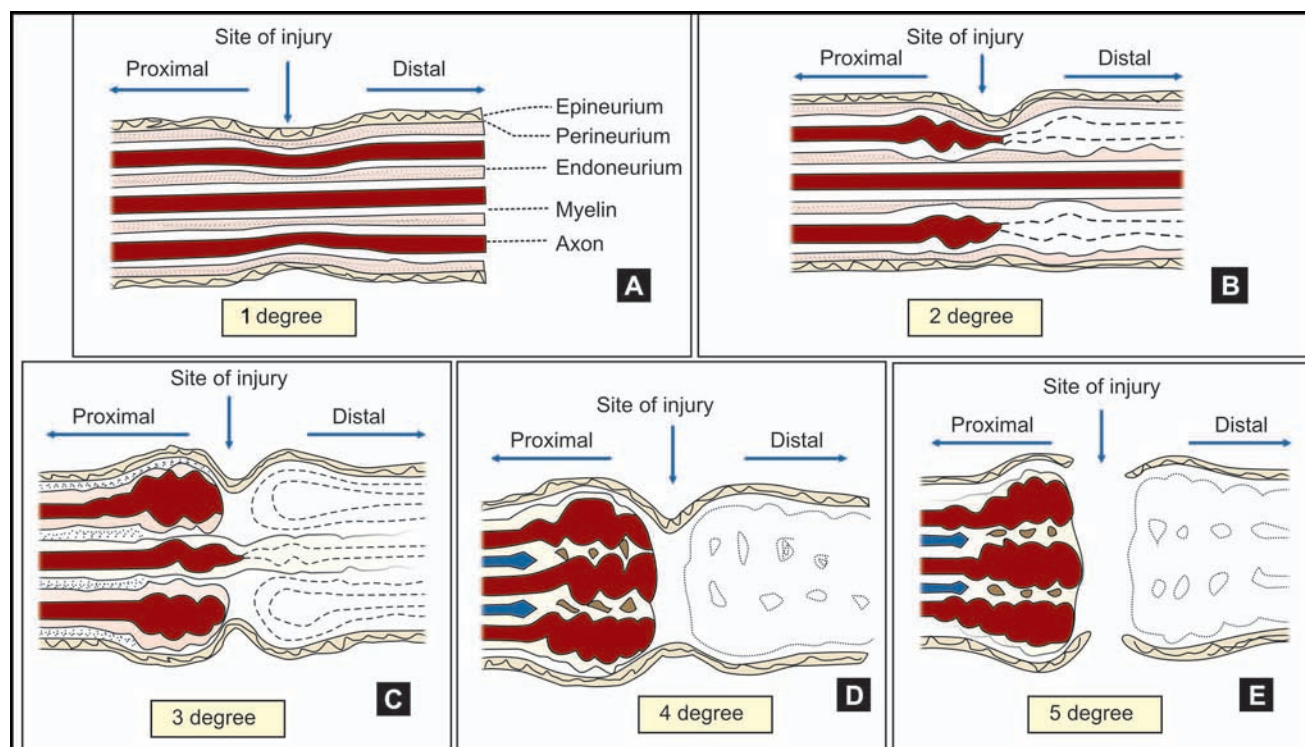 Site of injury
Proximal
Distal
Epineurium
Perineurium
Endoneurium
Myelin
Axon
A
1 degree
Site of injury
Proximal
Distal
B
2 degree
Site of injury
Proximal
Distal
C
3 degree
Site of injury
Proximal
Distal
D
4 degree
Site of injury
Proximal
Distal
E
5 degree